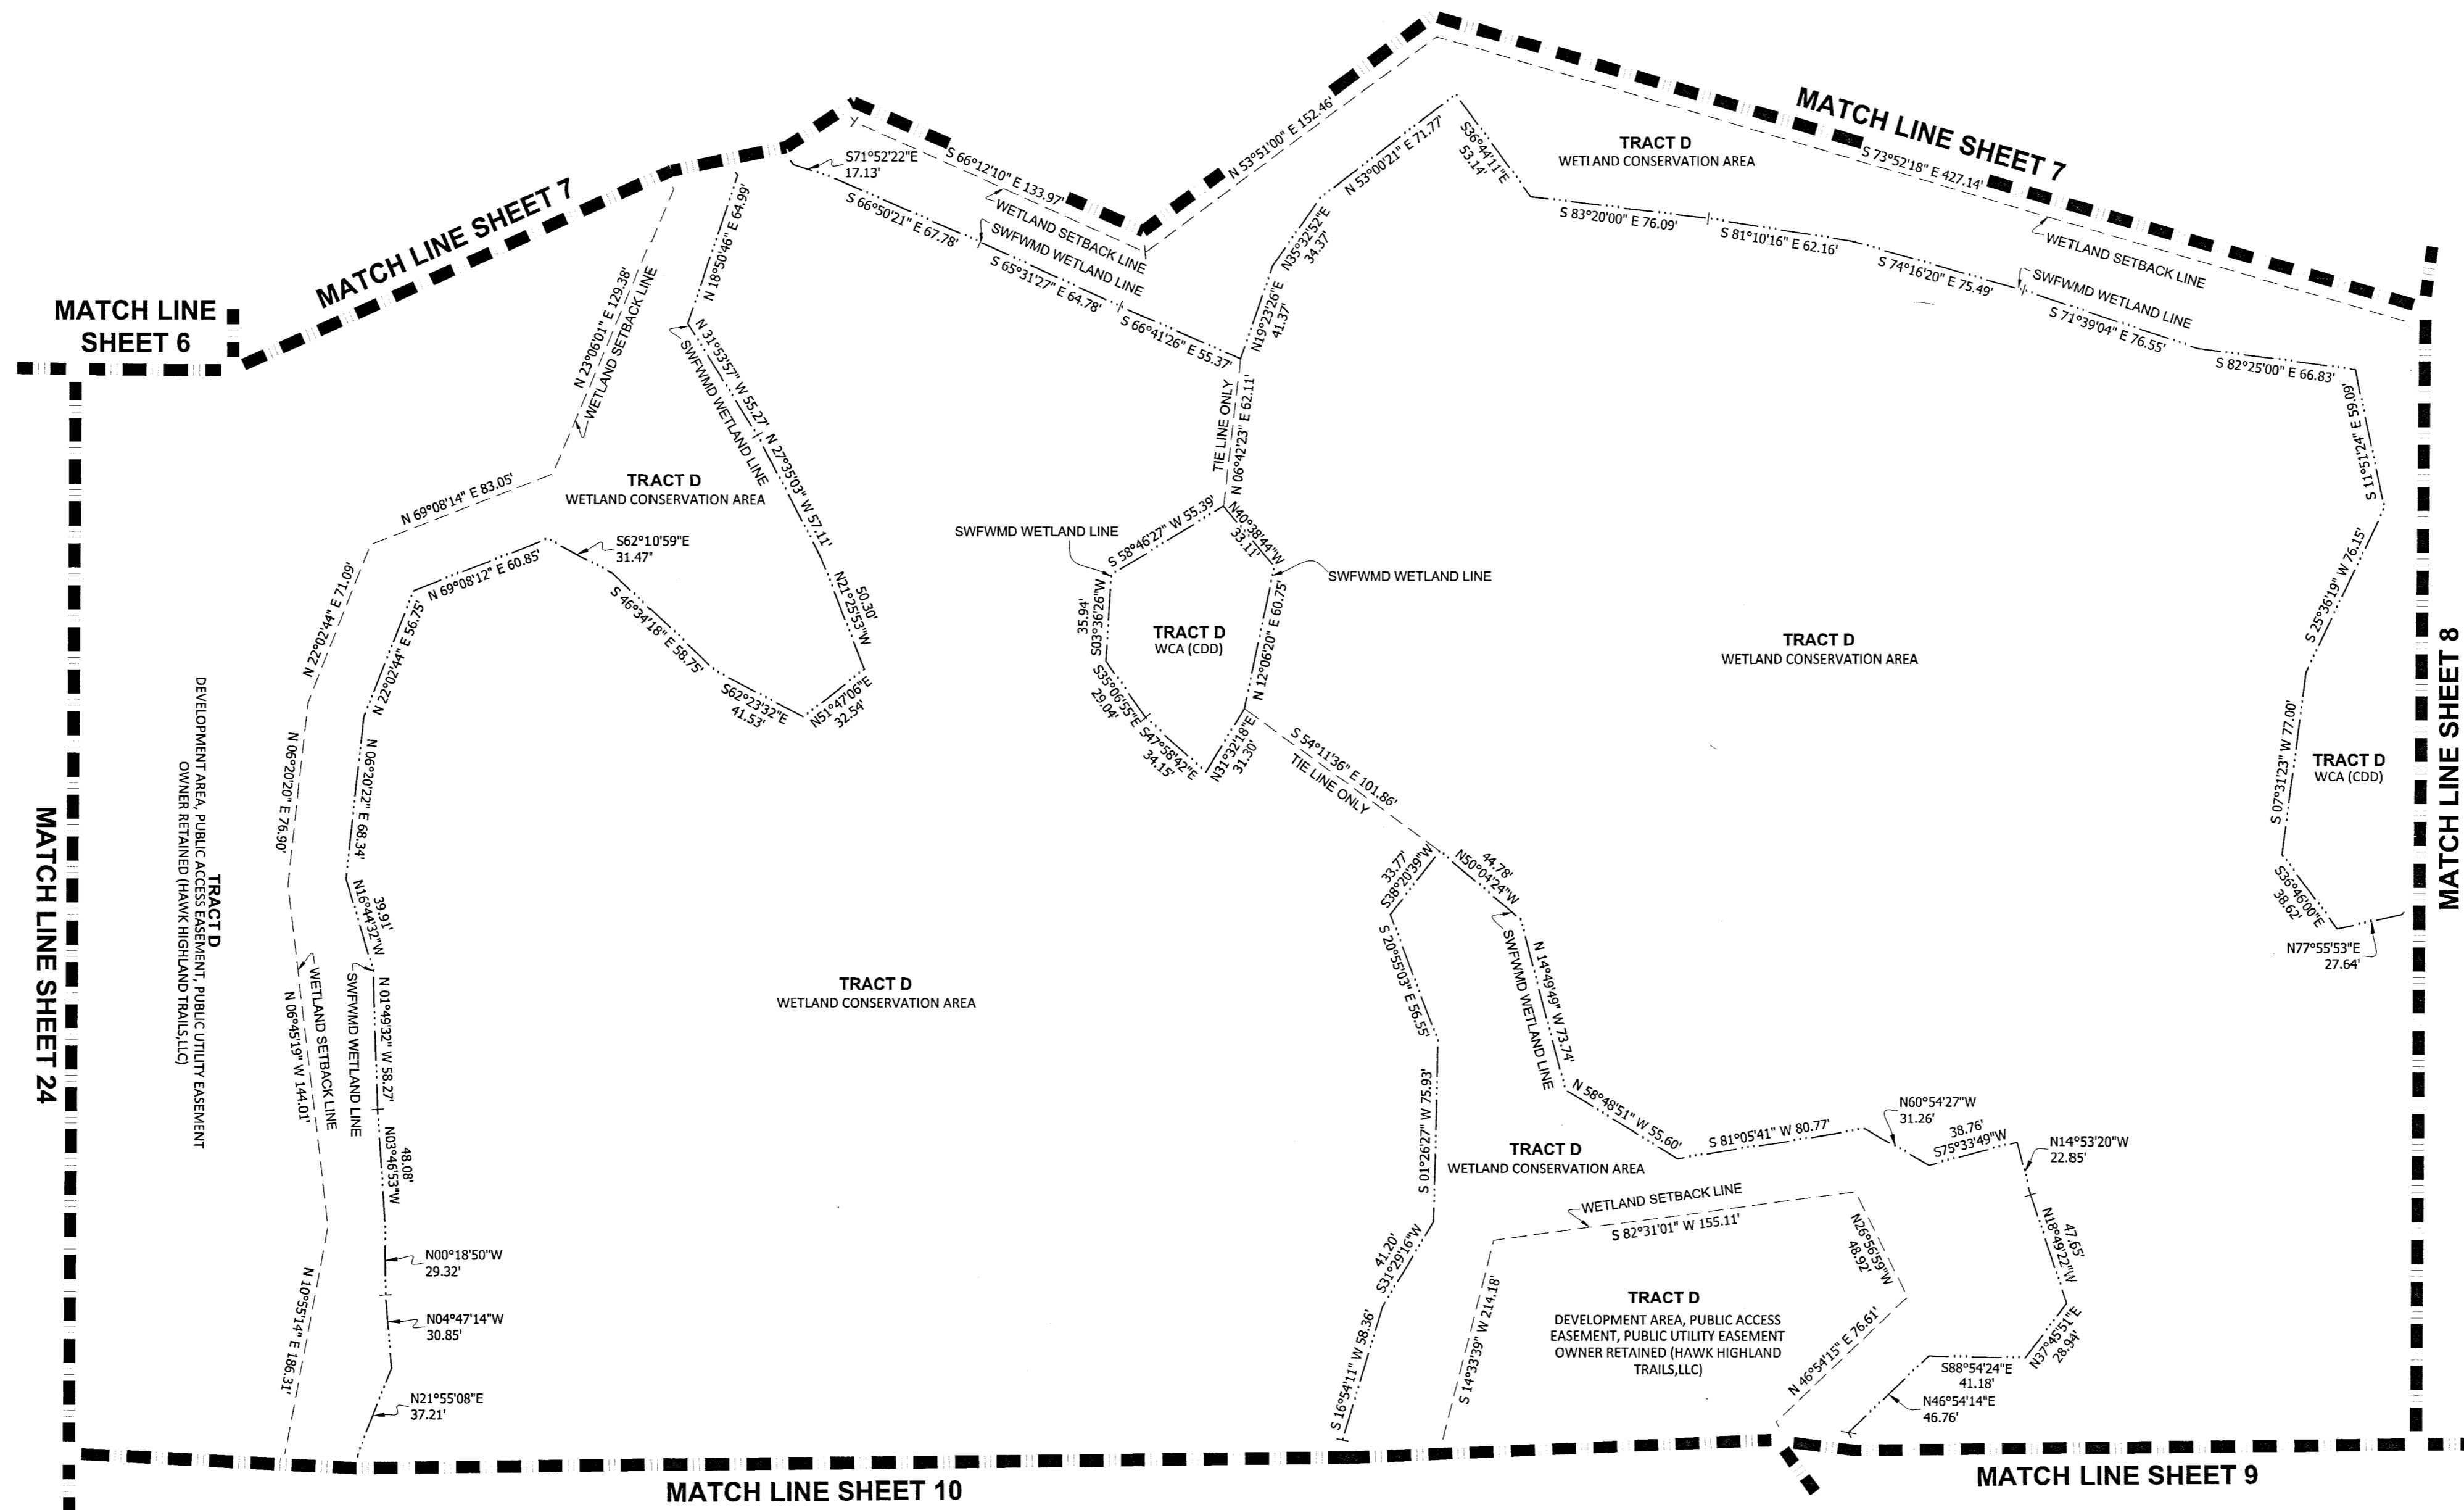 MATCH LINE SHEET 7
MATCH LINE SHEET 7
MATCH LINE
SHEET 6
MATCH LINE SHEET 24
MATCH LINE SHEET 8
MATCH LINE SHEET 10
MATCH LINE SHEET 9
S71°52'22"E
17.13'
S 66°12'10" E 133.97'
WETLAND SETBACK LINE
SWFWMD WETLAND LINE
S 66°50'21" E 67.78'
S 65°31'27" E 64.78'
S 66°41'26" E 55.37'
N 53°51'00" E 152.46'
N 53°00'21" E 71.77'
N35°32'52"E
34.37'
N19°23'26"E
41.37'
S36°44'11"E
53.14'
TRACT D
WETLAND CONSERVATION AREA
S 73°52'18" E 427.14'
S 83°20'00" E 76.09'
S 81°10'16" E 62.16'
S 74°16'20" E 75.49'
WETLAND SETBACK LINE
SWFWMD WETLAND LINE
S 71°39'04" E 76.55'
S 82°25'00" E 66.83'
S 11°51'24" E 59.09'
S 25°36'19" W 76.15'
S 07°31'23" W 77.00'
TRACT D
WCA (CDD)
S36°46'00"E
38.62'
N77°55'53"E
27.64'
N 23°06'01" E 129.38'
WETLAND SETBACK LINE
N 18°50'46" E 64.99'
N 31°53'57" W 55.27'
SWFWMD WETLAND LINE
N 27°35'03" W 57.11'
50.30'
N21°25'53"W
TRACT D
WETLAND CONSERVATION AREA
N 69°08'14" E 83.05'
S62°10'59"E
31.47'
N 69°08'12" E 60.85'
S 46°34'18" E 58.75'
S62°23'32"E
41.53'
N51°47'06"E
32.54'
N 22°02'44" E 71.09'
N 22°02'44" E 56.75'
N 06°20'20" E 76.90'
N 06°20'22" E 68.34'
39.91'
N16°44'32"W
TRACT D
DEVELOPMENT AREA, PUBLIC ACCESS EASEMENT, PUBLIC UTILITY EASEMENT
OWNER RETAINED (HAWK HIGHLAND TRAILS,LLC)
WETLAND SETBACK LINE
N 06°45'19" W 144.01'
SWFWMD WETLAND LINE
N 01°49'32" W 58.27'
48.08'
N03°46'53"W
N00°18'50"W
29.32'
N04°47'14"W
30.85'
N21°55'08"E
37.21'
N 10°55'14" E 186.31'
TIE LINE ONLY
N 06°42'23" E 62.11'
SWFWMD WETLAND LINE
S 58°46'27" W 55.39'
N40°38'44"W
33.11'
SWFWMD WETLAND LINE
35.94'
S03°36'26"W
TRACT D
WCA (CDD)
N 12°06'20" E 60.75'
S35°06'55"E
29.04'
S47°58'42"E
34.15'
N31°32'18"E
31.30'
S 54°11'36" E 101.86'
TIE LINE ONLY
TRACT D
WETLAND CONSERVATION AREA
TRACT D
WETLAND CONSERVATION AREA
33.77'
S38°20'39"W
44.78'
N50°04'24"W
S 20°55'03" E 56.55'
SWFWMD WETLAND LINE
N 14°49'49" W 73.74'
S 01°26'27" W 75.93'
N 58°48'51" W 55.60'
S 81°05'41" W 80.77'
N60°54'27"W
31.26'
38.76'
S75°33'49"W
N14°53'20"W
22.85'
TRACT D
WETLAND CONSERVATION AREA
WETLAND SETBACK LINE
S 82°31'01" W 155.11'
N26°56'59"W
48.92'
47.65'
N18°49'22"W
41.20'
S31°29'16"W
S 16°54'11" W 58.36'
S 14°33'39" W 214.18'
TRACT D
DEVELOPMENT AREA, PUBLIC ACCESS
EASEMENT, PUBLIC UTILITY EASEMENT
OWNER RETAINED (HAWK HIGHLAND
TRAILS,LLC)
N 46°54'15" E 76.61'
N37°45'51"E
28.94'
S88°54'24"E
41.18'
N46°54'14"E
46.76'